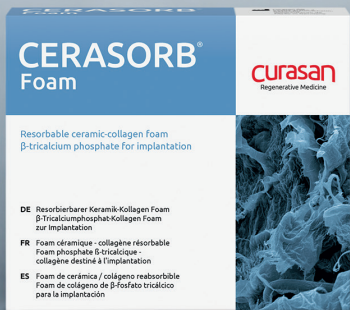 CERASORB®
Foam
curasan
Regenerative Medicine
Resorbable ceramic-collagen foam
β-tricalcium phosphate for implantation
DE Resorbierbarer Keramik-Kollagen Foam
β-Tricalciumphosphat-Kollagen Foam
zur Implantation
FR Foam céramique - collagène résorbable
Foam phosphate ß-tricalcique -
collagène destiné à l'implantation
ES Foam de cerámica / colágeno reabsorbible
Foam de colágeno de β-fosfato tricálcico
para la implantación